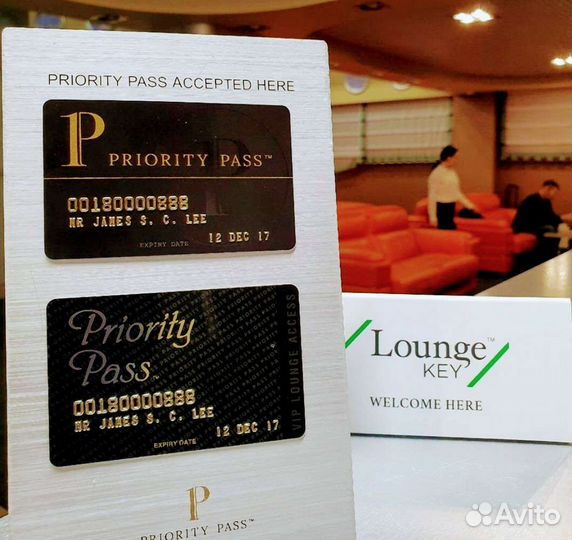 PRIORITY PASS ACCEPTED HERE
P PRIORITY PASS™
00180000888
MR JAMES S. C. LEE
EXPIRY DATE 12 DEC 17
Priority
Pass™
00180000888
MR JAMES S. C. LEE
EXPIRY DATE 12 DEC 17
VIP LOUNGE ACCESS
P
PRIORITY PASS™
Lounge™
KEY
WELCOME HERE
Avito